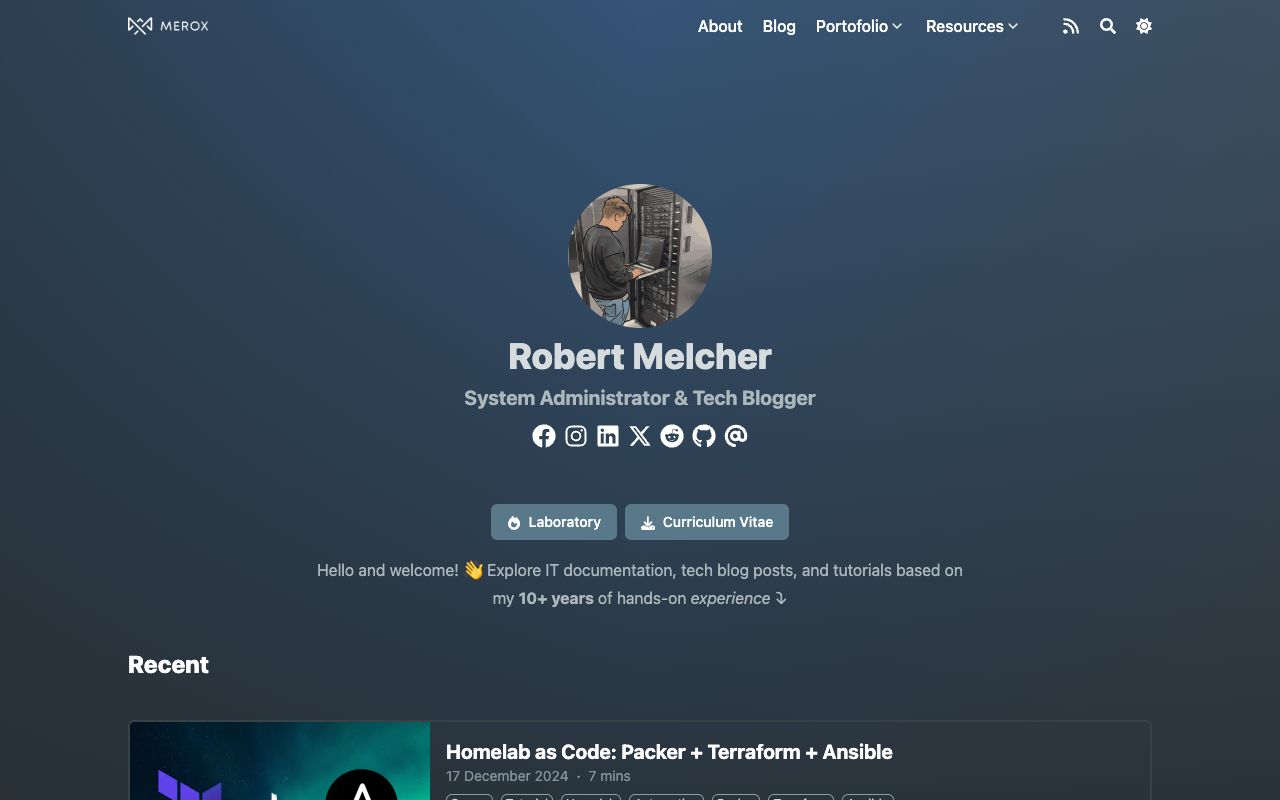 MEROX
About Blog Portofolio Resources
Robert Melcher
System Administrator & Tech Blogger
Laboratory Curriculum Vitae
Hello and welcome! 👋 Explore IT documentation, tech blog posts, and tutorials based on
my 10+ years of hands-on experience ⤵
Recent
Homelab as Code: Packer + Terraform + Ansible
17 December 2024 · 7 mins